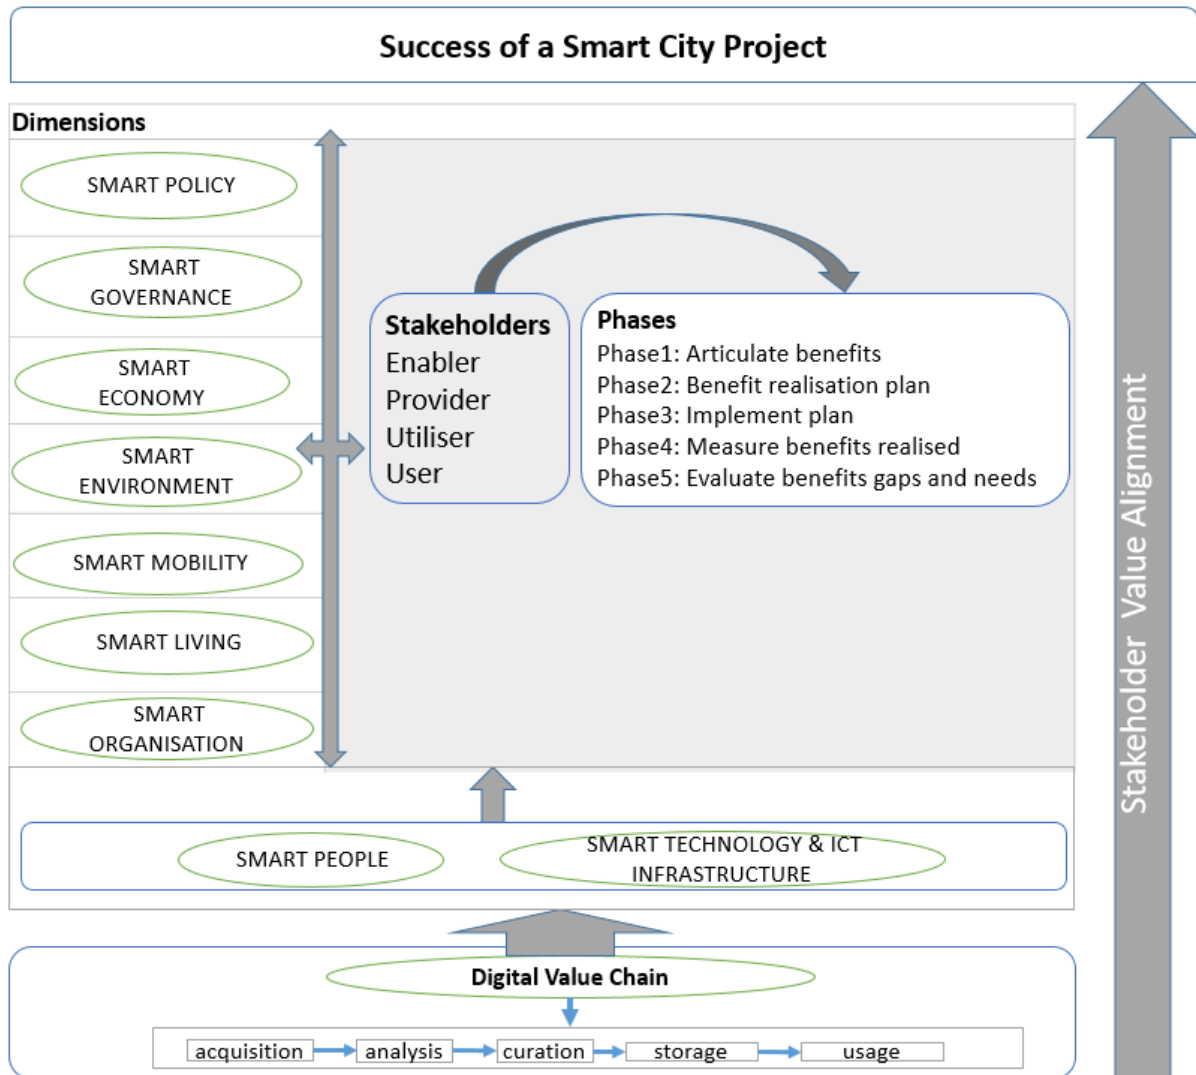 Success of a Smart City Project
Dimensions
SMART POLICY
SMART
GOVERNANCE
SMART
ECONOMY
SMART
ENVIRONMENT
SMART MOBILITY
SMART LIVING
SMART
ORGANISATION
Stakeholders
Enabler
Provider
Utiliser
User
Phases
Phase1: Articulate benefits
Phase2: Benefit realisation plan
Phase3: Implement plan
Phase4: Measure benefits realised
Phase5: Evaluate benefits gaps and needs
Stakeholder Value Alignment
SMART PEOPLE
SMART TECHNOLOGY & ICT
INFRASTRUCTURE
Digital Value Chain
acquisition
analysis
curation
storage
usage